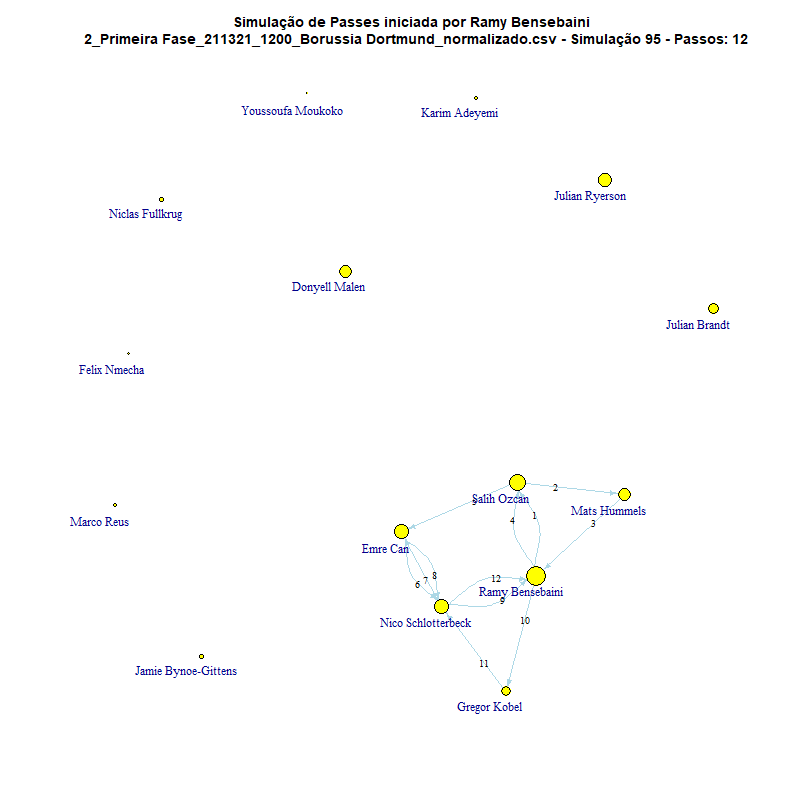 Simulação de Passes iniciada por Ramy Bensebaini
2_Primeira Fase_211321_1200_Borussia Dortmund_normalizado.csv - Simulação 95 - Passos: 12
Youssoufa Moukoko
Karim Adeyemi
Julian Ryerson
Niclas Fullkrug
Donyell Malen
Julian Brandt
Felix Nmecha
2
Salih Ozcan
Mats Hummels
1
4
3
Marco Reus
Emre Can
8
7
6
12
Ramy Bensebaini
9
10
Nico Schlotterbeck
11
Jamie Bynoe-Gittens
Gregor Kobel